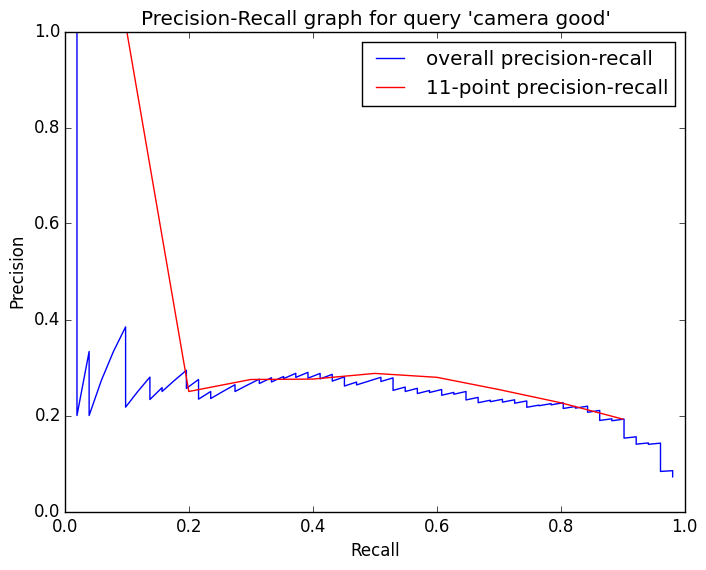 Precision-Recall graph for query 'camera good'
overall precision-recall
11-point precision-recall
1.0
0.8
0.6
0.4
0.2
0.0
Precision
0.0 0.2 0.4 0.6 0.8 1.0
Recall